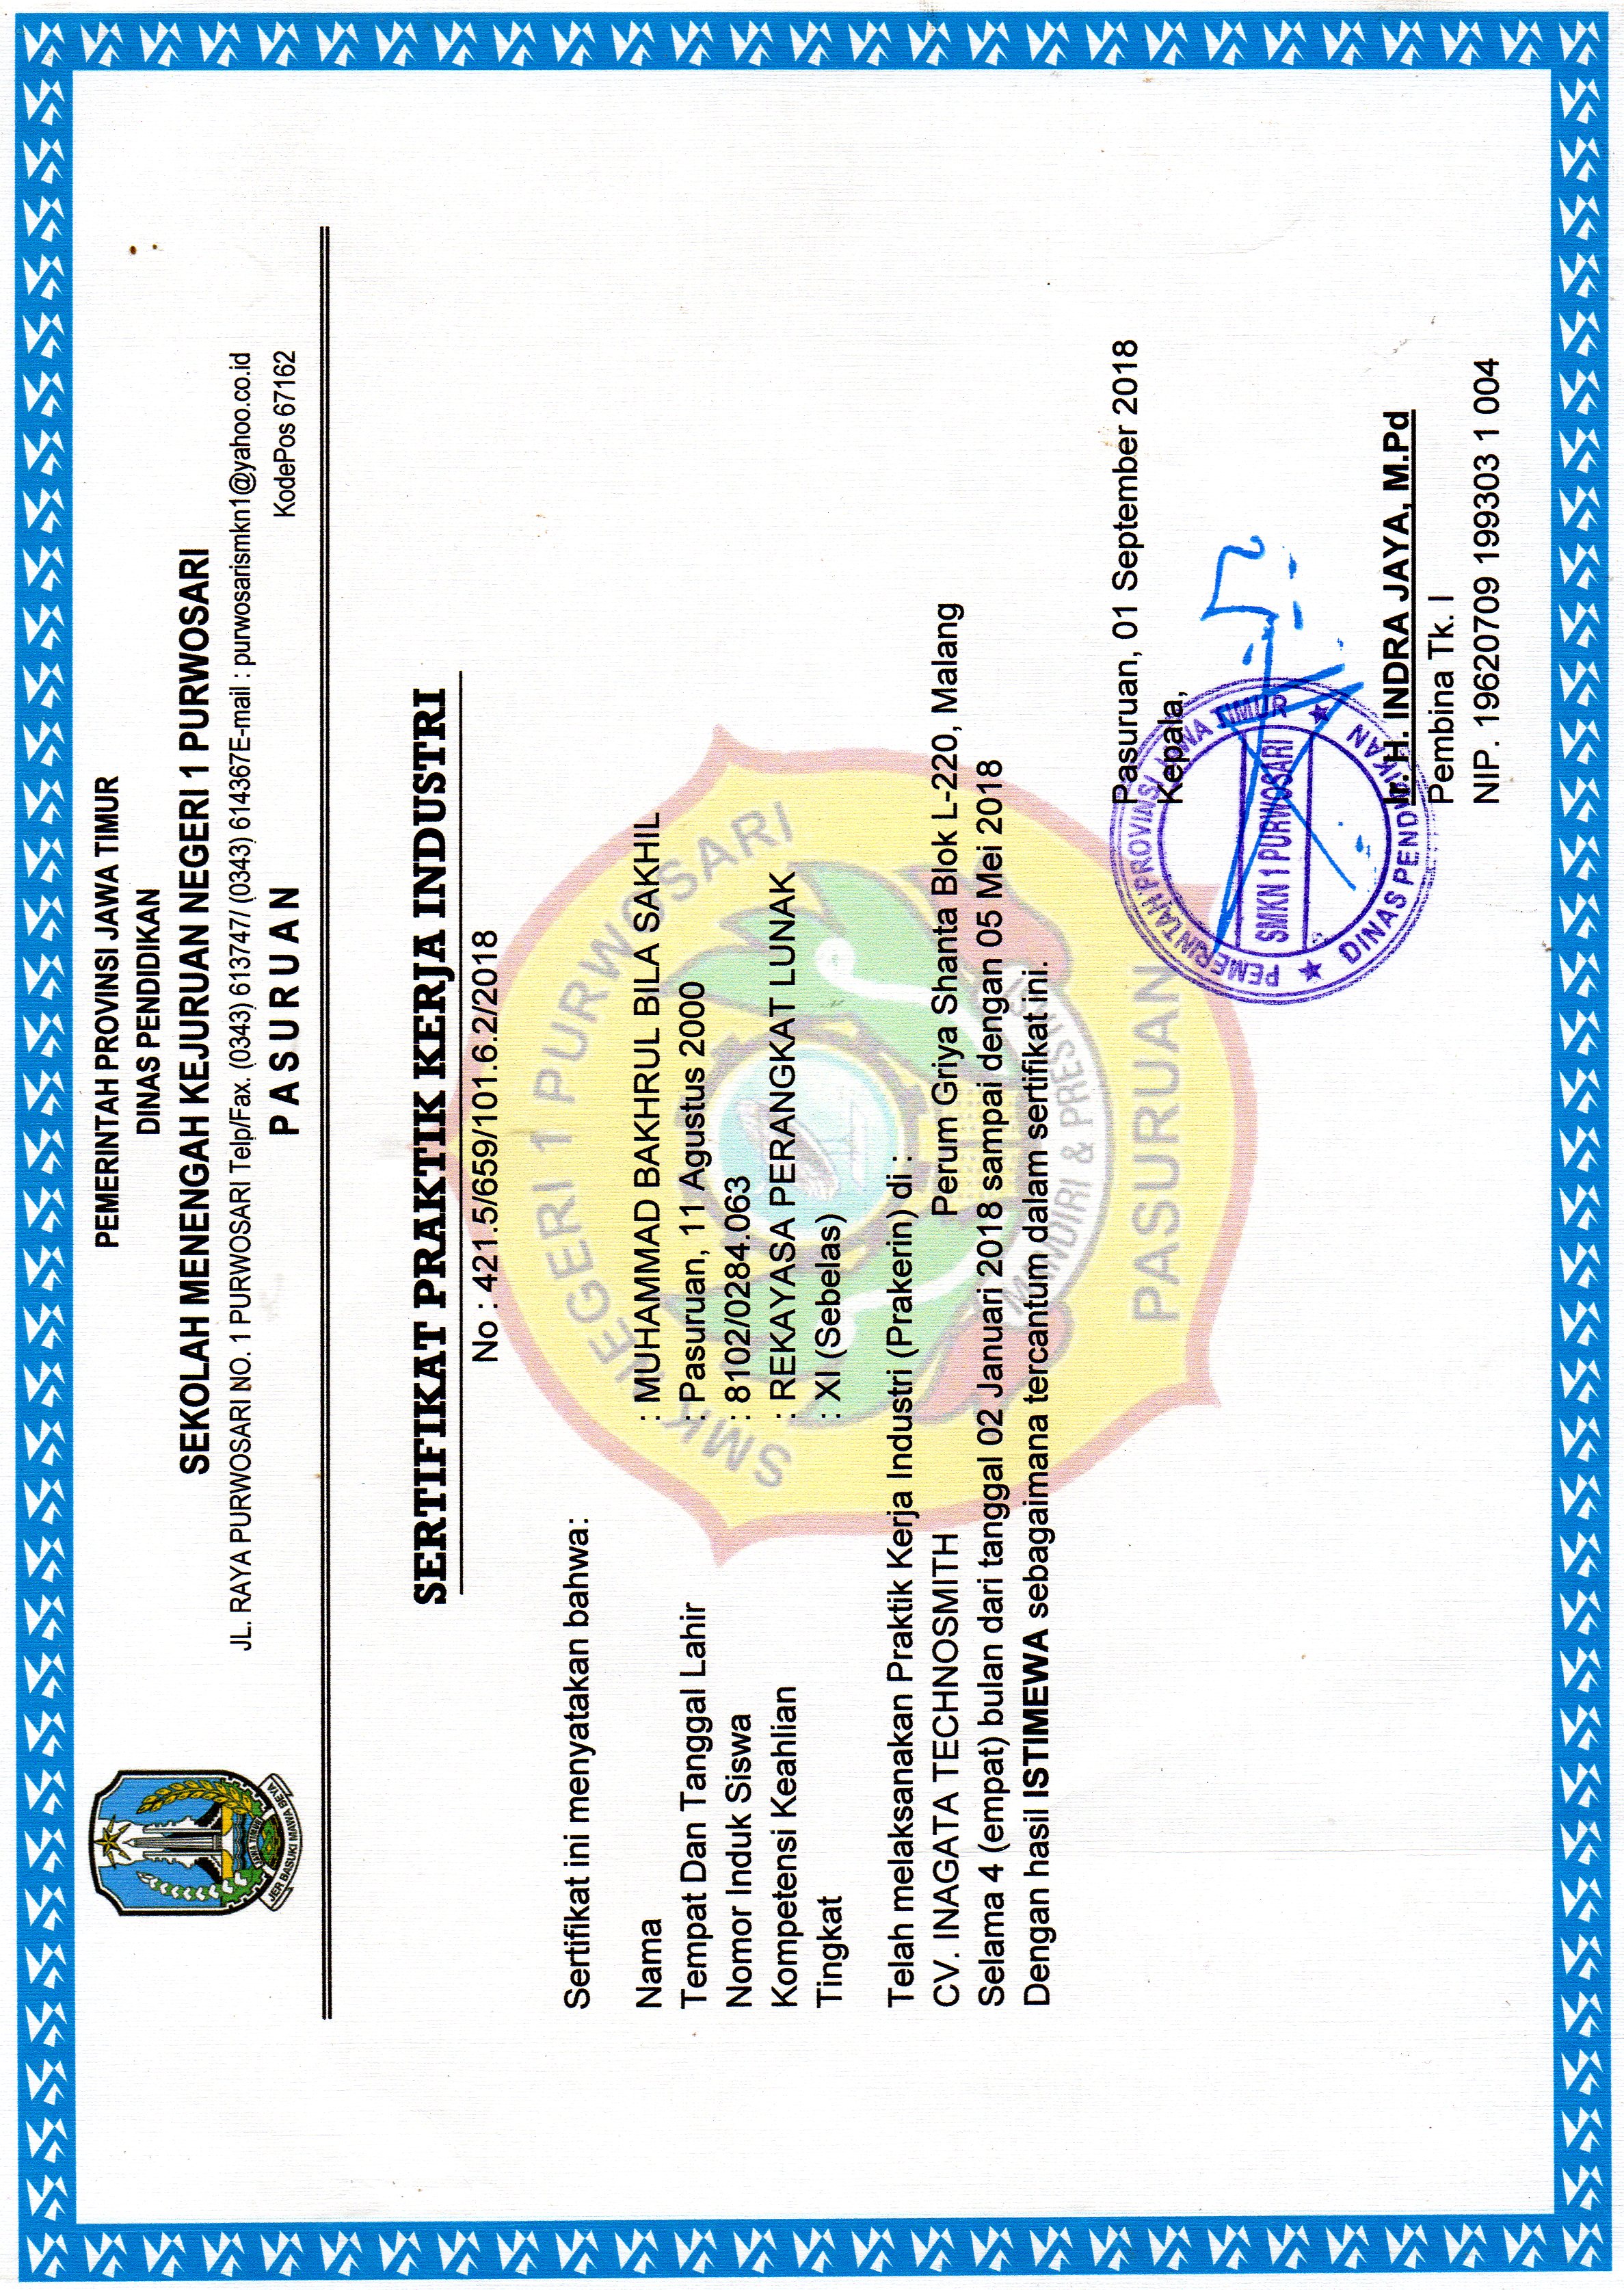 PEMERINTAH PROVINSI JAWA TIMUR
DINAS PENDIDIKAN
SEKOLAH MENENGAH KEJURUAN NEGERI 1 PURWOSARI
JL. RAYA PURWOSARI NO. 1 PURWOSARI Telp/Fax. (0343) 613747/ (0343) 614367E-mail : purwosarismkn1@yahoo.co.id
P A S U R U A N KodePos 67162
JER BASUKI MAWA BEYA
SERTIFIKAT PRAKTIK KERJA INDUSTRI
No : 421.5/659/101.6.2/2018
Sertifikat ini menyatakan bahwa:
Nama : MUHAMMAD BAKHRUL BILA SAKHIL
Tempat Dan Tanggal Lahir : Pasuruan, 11 Agustus 2000
Nomor Induk Siswa : 8102/0284.063
Kompetensi Keahlian : REKAYASA PERANGKAT LUNAK
Tingkat : XI (Sebelas)
Telah melaksanakan Praktik Kerja Industri (Prakerin) di :
CV. INAGATA TECHNOSMITH Perum Griya Shanta Blok L-220, Malang
Selama 4 (empat) bulan dari tanggal 02 Januari 2018 sampai dengan 05 Mei 2018
Dengan hasil ISTIMEWA sebagaimana tercantum dalam sertifikat ini.
SMK NEGERI 1 PURWOSARI
MANDIRI & PRESTASI
PASURUAN
Pasuruan, 01 September 2018
Kepala,
PEMERINTAH PROVINSI JAWA TIMUR
SMKN 1 PURWOSARI
DINAS PENDIDIKAN
Ir. H. INDRA JAYA, M.Pd
Pembina Tk. I
NIP. 19620709 199303 1 004